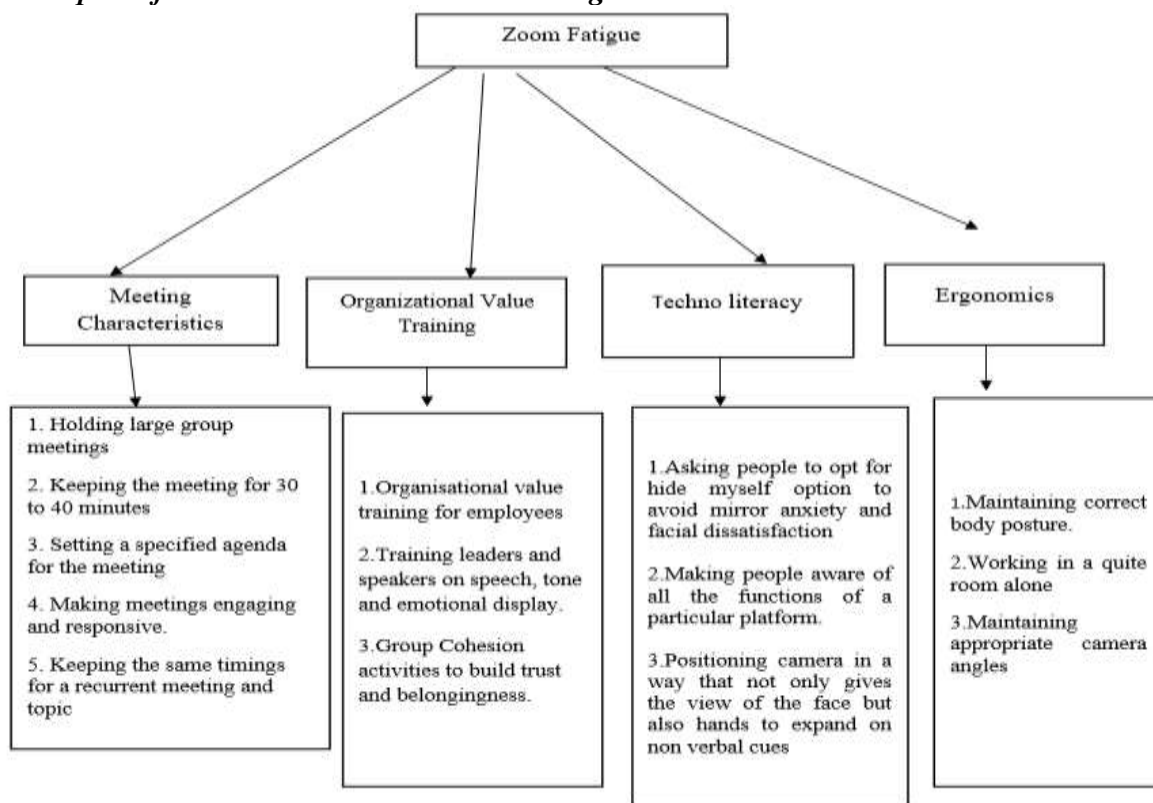 Zoom Fatigue
Meeting
Characteristics
Organizational Value
Training
Techno literacy
Ergonomics
1. Holding large group
meetings
2. Keeping the meeting for 30
to 40 minutes
3. Setting a specified agenda
for the meeting
4. Making meetings engaging
and responsive.
5. Keeping the same timings
for a recurrent meeting and
topic
1.Organisational value
training for employees
2.Training leaders and
speakers on speech, tone
and emotional display.
3.Group Cohesion
activities to build trust
and belongingness.
1.Asking people to opt for
hide myself option to
avoid mirror anxiety and
facial dissatisfaction
2.Making people aware of
all the functions of a
particular platform.
3.Positioning camera in a
way that not only gives
the view of the face but
also hands to expand on
non verbal cues
1.Maintaining correct
body posture.
2.Working in a quite
room alone
3.Maintaining
appropriate camera
angles